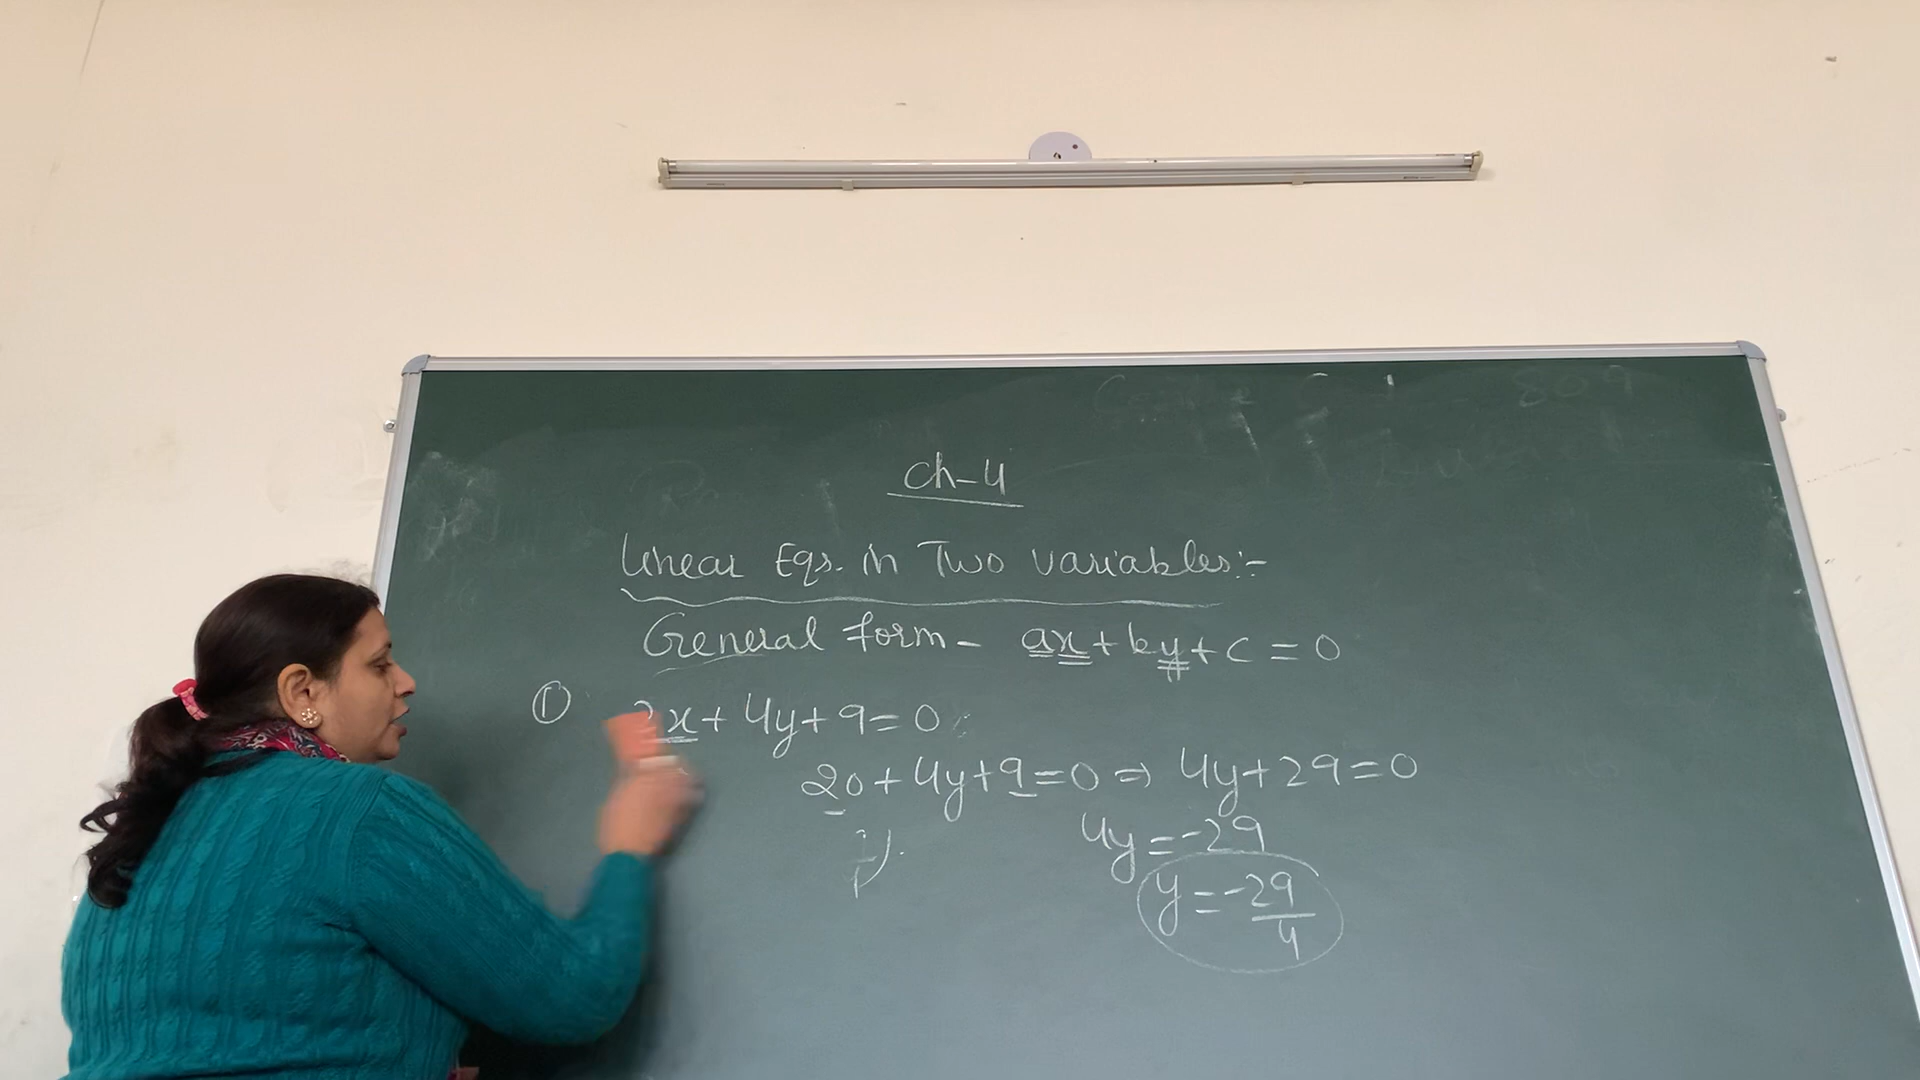 Ch-4
Linear Eqs. in Two variables:-
General form - ax + by + c = 0
① 2x + 4y + 9 = 0
20 + 4y + 9 = 0 ⇒ 4y + 29 = 0
4y = -29
y = -29/4